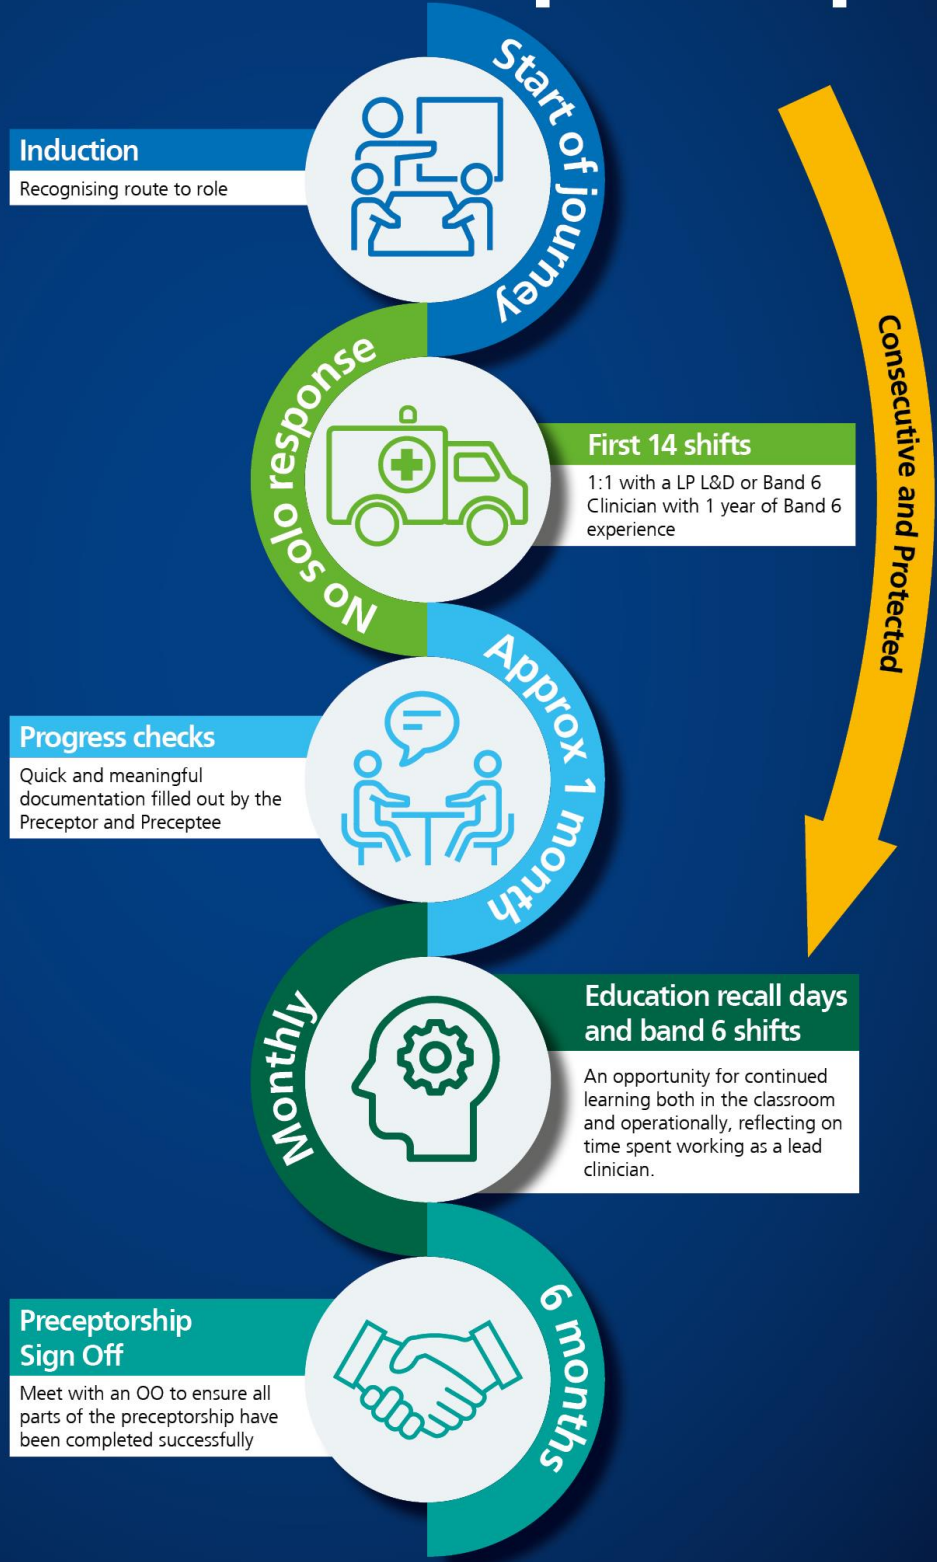 Start of journey
Induction
Recognising route to role
No solo response
First 14 shifts
1:1 with a LP L&D or Band 6
Clinician with 1 year of Band 6
experience
Consecutive and Protected
Approx 1 month
Progress checks
Quick and meaningful
documentation filled out by the
Preceptor and Preceptee
Monthly
Education recall days
and band 6 shifts
An opportunity for continued
learning both in the classroom
and operationally, reflecting on
time spent working as a lead
clinician.
6 months
Preceptorship
Sign Off
Meet with an OO to ensure all
parts of the preceptorship have
been completed successfully